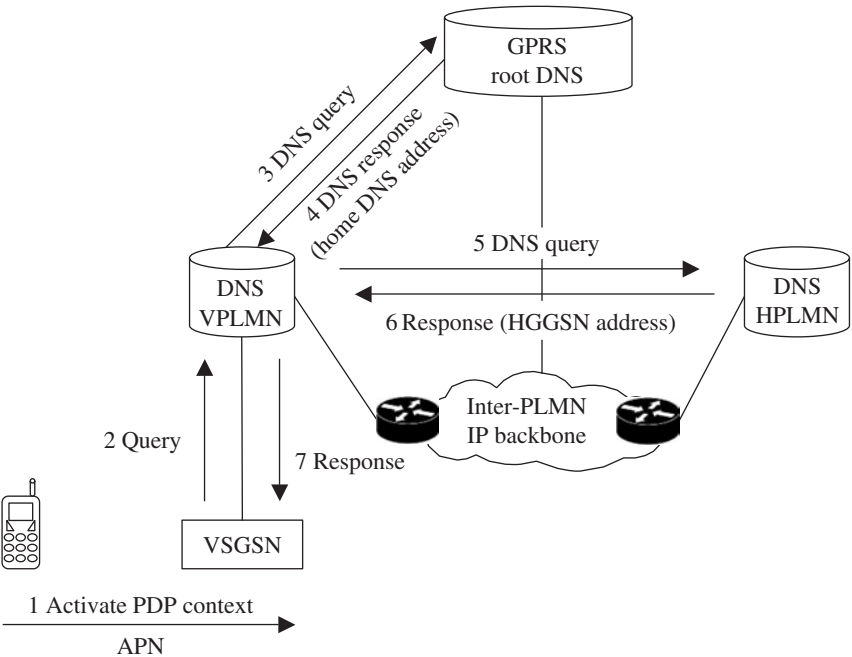 GPRS
root DNS
3 DNS query
4 DNS response
(home DNS address)
5 DNS query
DNS
VPLMN
DNS
HPLMN
6 Response (HGGSN address)
Inter-PLMN
IP backbone
2 Query
7 Response
VSGSN
1 Activate PDP context
APN